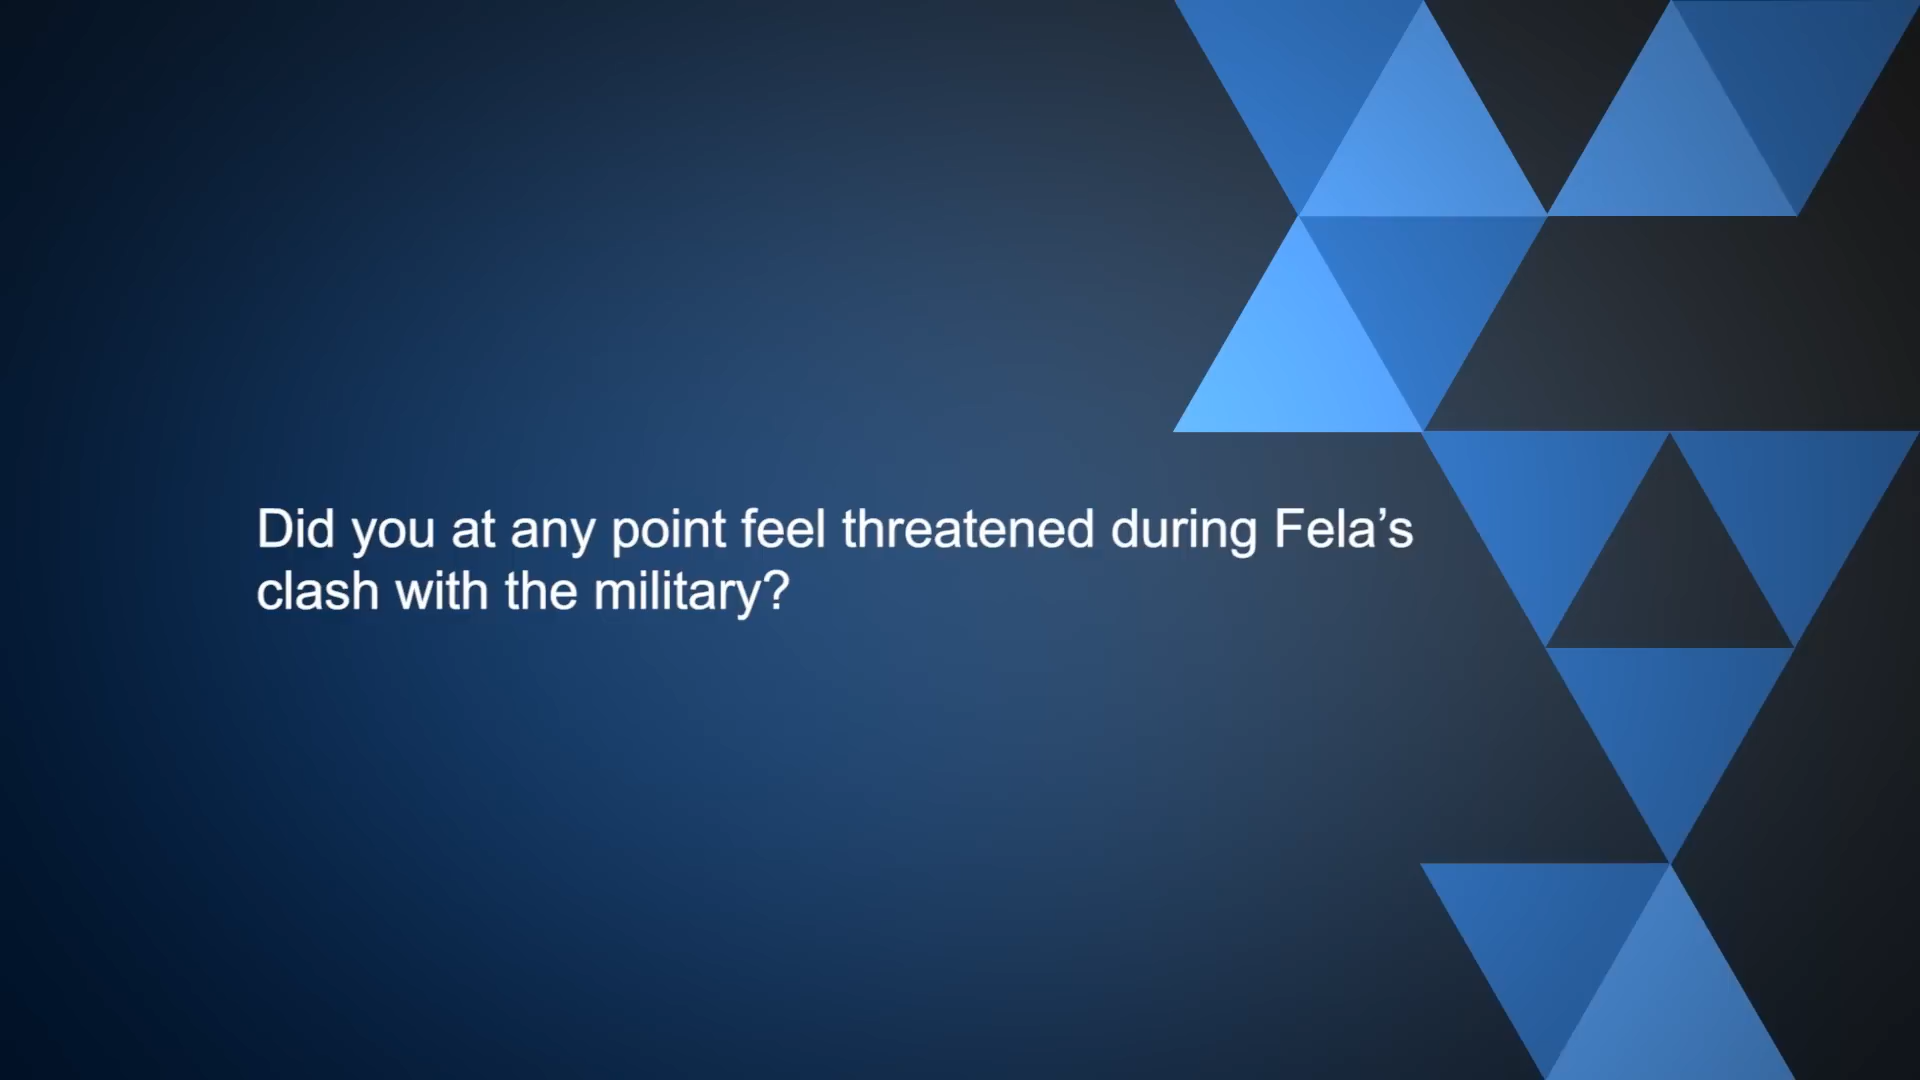 Did you at any point feel threatened during Fela’s
clash with the military?